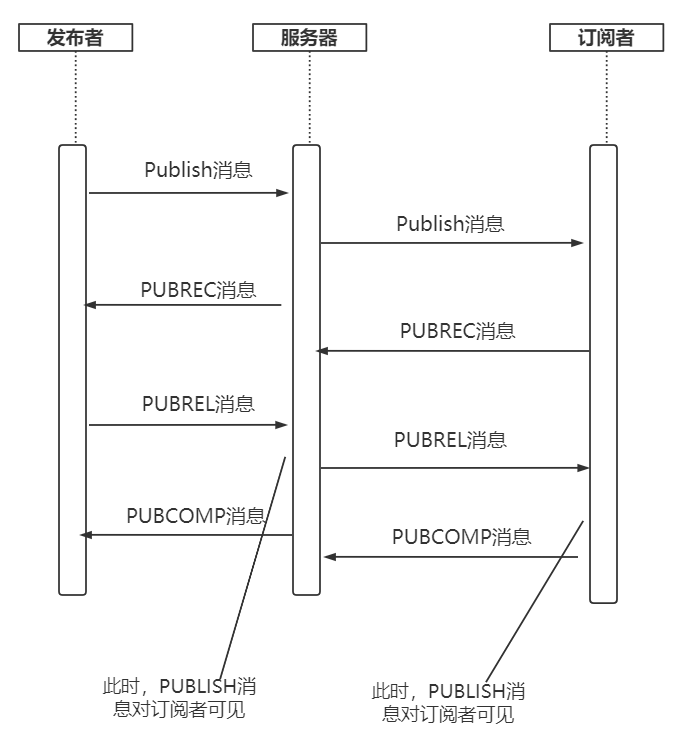 发布者
服务器
订阅者
Publish消息
Publish消息
PUBREC消息
PUBREC消息
PUBREL消息
PUBREL消息
PUBCOMP消息
PUBCOMP消息
此时，PUBLISH消
息对订阅者可见
此时，PUBLISH消
息对订阅者可见